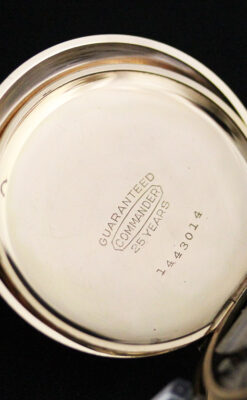 GUARANTEED
COMMANDER
25 YEARS
1443014